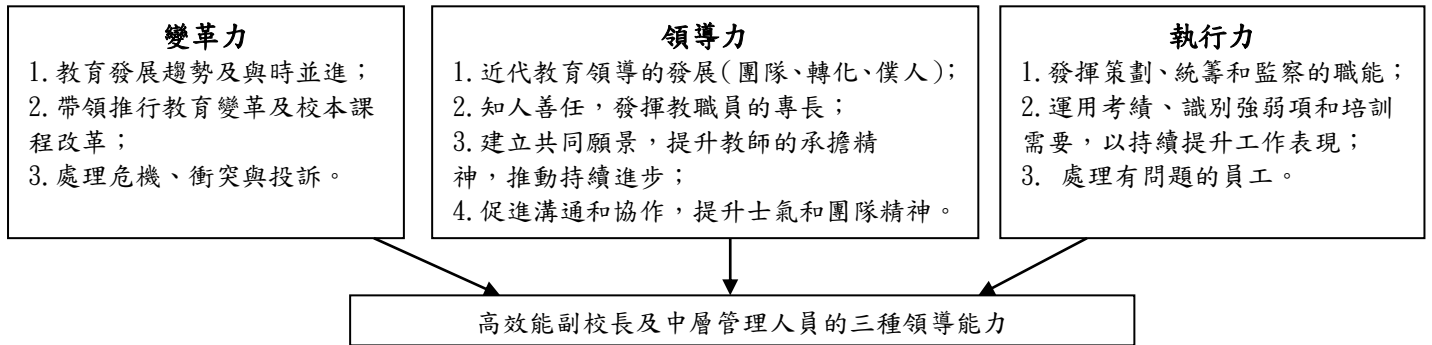 變革力
1.教育發展趨勢及與時並進；
2.帶領推行教育變革及校本課
程改革；
3.處理危機、衝突與投訴。
領導力
1.近代教育領導的發展(團隊、轉化、僕人)；
2.知人善任，發揮教職員的專長；
3.建立共同願景，提升教師的承擔精
神，推動持續進步；
4.促進溝通和協作，提升士氣和團隊精神。
執行力
1.發揮策劃、統籌和監察的職能；
2.運用考績、識別強弱項和培訓
需要，以持續提升工作表現；
3. 處理有問題的員工。
高效能副校長及中層管理人員的三種領導能力